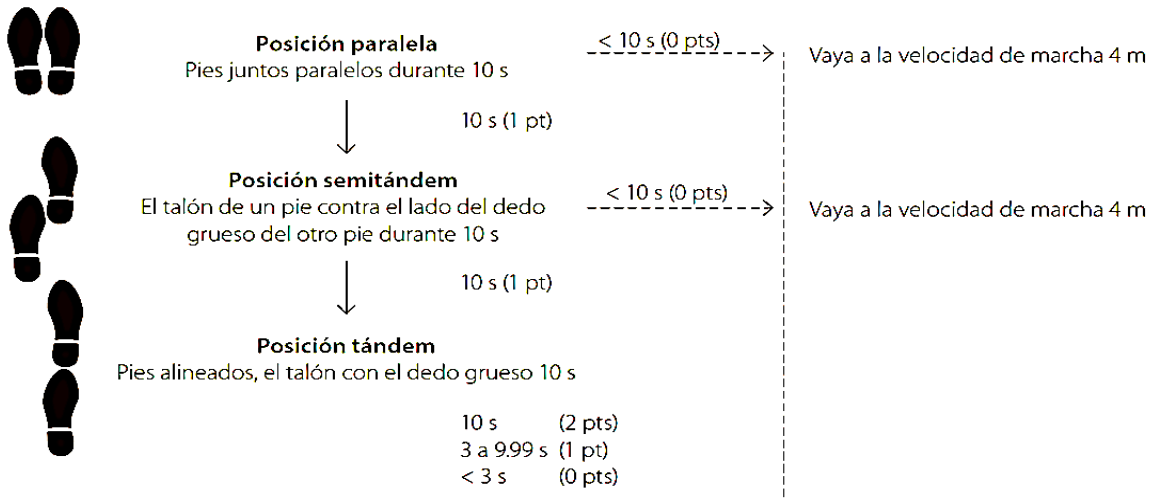 Posición paralela
Pies juntos paralelos durante 10 s
< 10 s (0 pts)
Vaya a la velocidad de marcha 4 m
10 s (1 pt)
Posición semitándem
El talón de un pie contra el lado del dedo
grueso del otro pie durante 10 s
< 10 s (0 pts)
Vaya a la velocidad de marcha 4 m
10 s (1 pt)
Posición tándem
Pies alineados, el talón con el dedo grueso 10 s
10 s (2 pts)
3 a 9.99 s (1 pt)
< 3 s (0 pts)